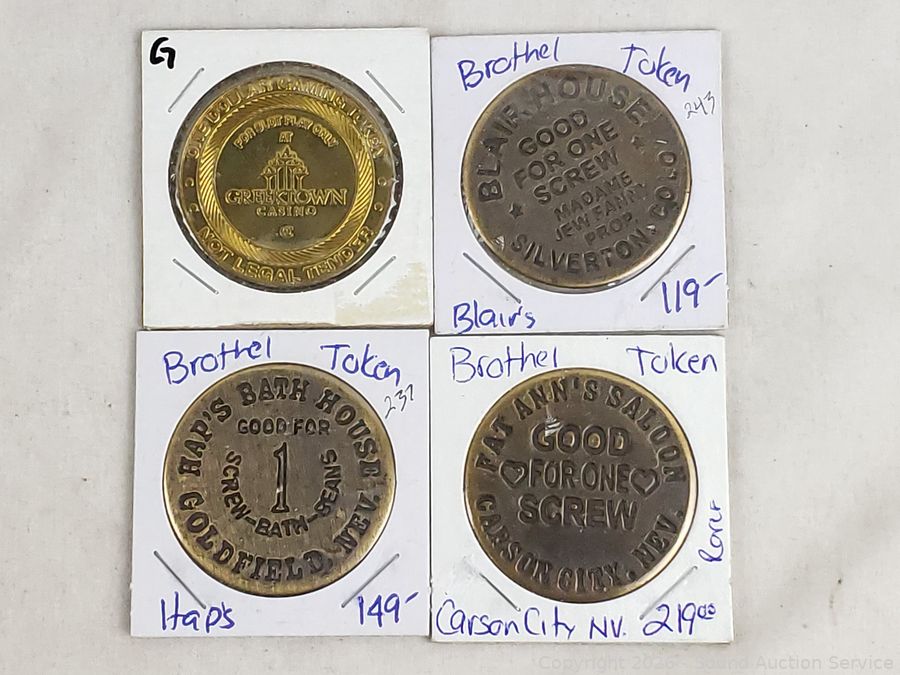 G
ONE DOLLAR GAMING TOKEN
FOR SLOT PLAY ONLY
AT
GREEKTOWN
CASINO
NOT LEGAL TENDER
Brothel Token
243
BLAIR HOUSE
GOOD
FOR ONE
SCREW
MADAME
JEW FANNY
PROP.
SILVERTON, CO.
Blair's
119-
Brothel Token
237
HAP'S BATH HOUSE
GOOD FOR
1
SCREW-BATH-BEANS
GOLDFIELD, NEV.
Hap's
149-
Brothel Token
FAT ANN'S SALOON
GOOD
FOR·ONE
SCREW
CARSON CITY, NEV.
Rarer
Carson City NV. 219.00
Copyright 2026 - Sound Auction Service